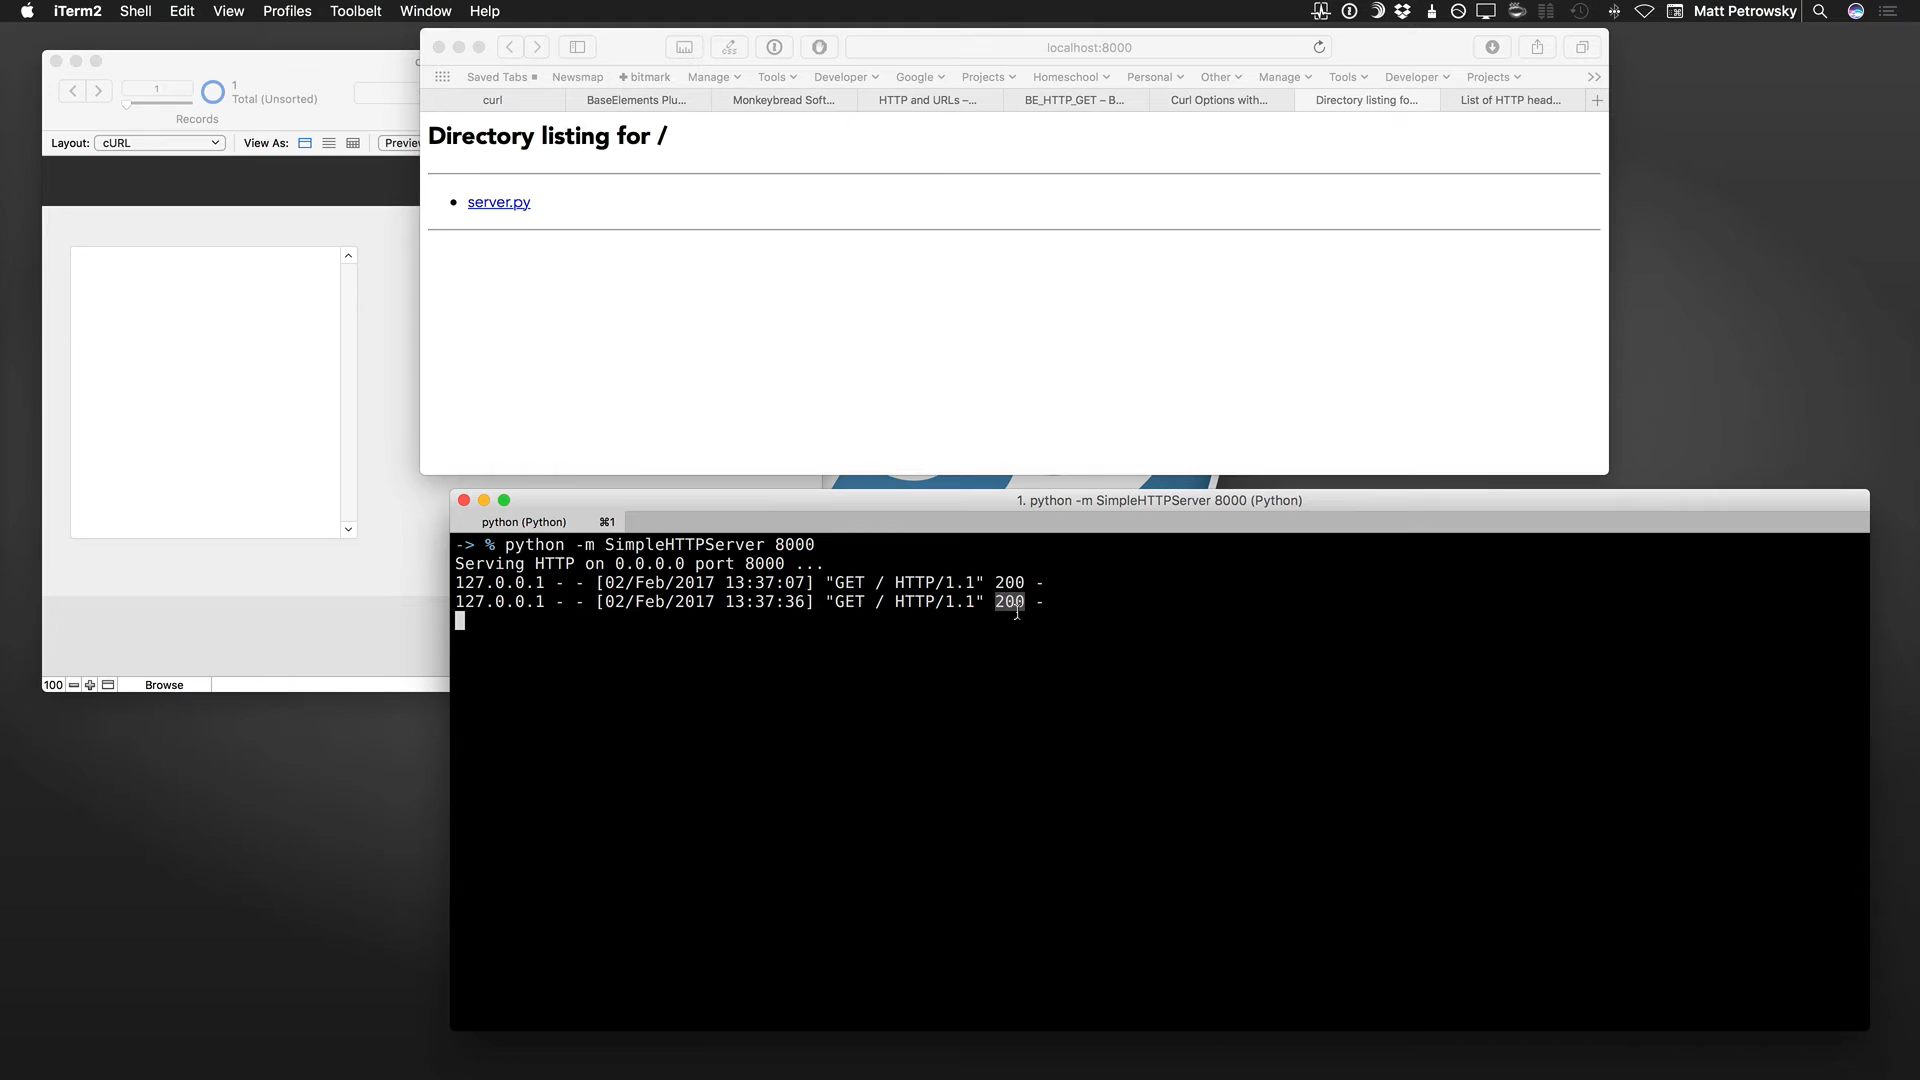 iTerm2 Shell Edit View Profiles Toolbelt Window Help Matt Petrowsky
localhost:8000
Saved Tabs Newsmap bitmark Manage Tools Developer Google Projects Homeschool Personal Other Manage Tools Developer Projects
curl BaseElements Plu... Monkeybread Soft... HTTP and URLs –... BE_HTTP_GET – B... Curl Options with... Directory listing fo... List of HTTP head...
Directory listing for /
server.py
1
1
Total (Unsorted)
Records
Layout: cURL View As: Preview
100 Browse
1. python -m SimpleHTTPServer 8000 (Python)
python (Python) ⌘1
-> % python -m SimpleHTTPServer 8000
Serving HTTP on 0.0.0.0 port 8000 ...
127.0.0.1 - - [02/Feb/2017 13:37:07] "GET / HTTP/1.1" 200 -
127.0.0.1 - - [02/Feb/2017 13:37:36] "GET / HTTP/1.1" 200 -